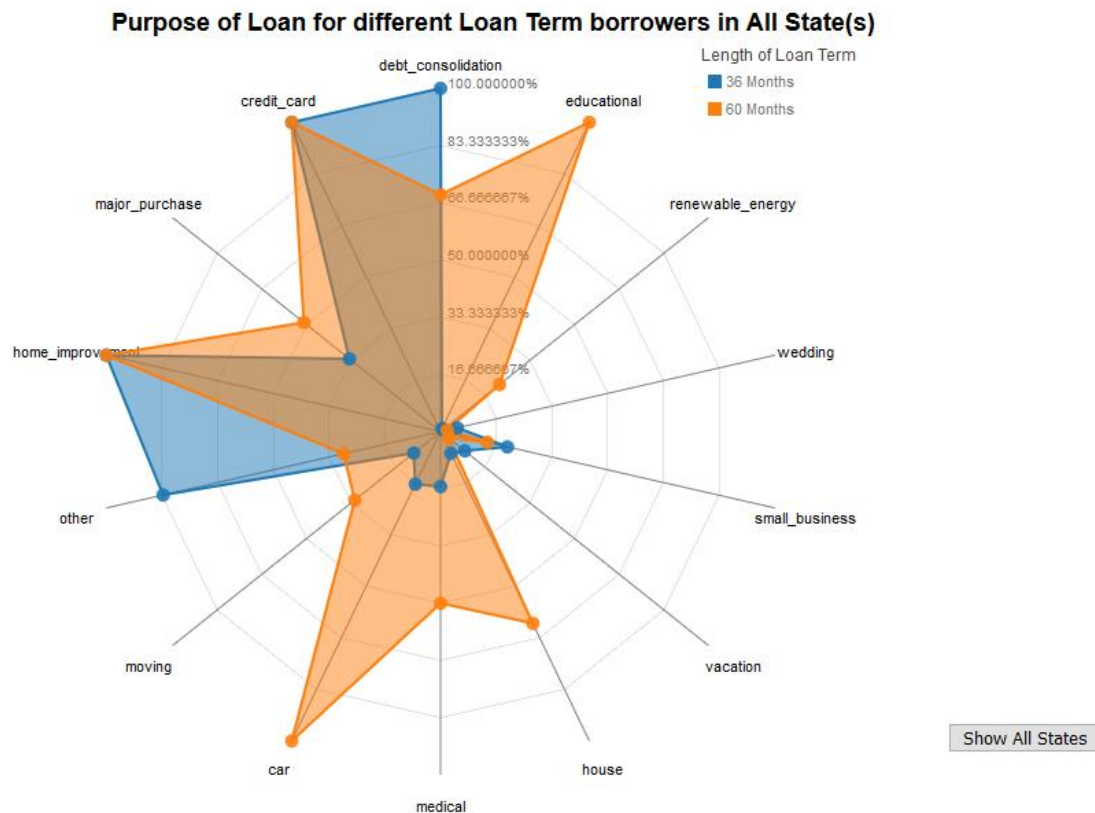 Purpose of Loan for different Loan Term borrowers in All State(s)
Length of Loan Term
36 Months
60 Months
debt_consolidation
100.000000%
83.333333%
66.666667%
50.000000%
33.333333%
16.666667%
credit_card
educational
major_purchase
renewable_energy
home_improvement
wedding
other
small_business
moving
vacation
car
house
medical
Show All States